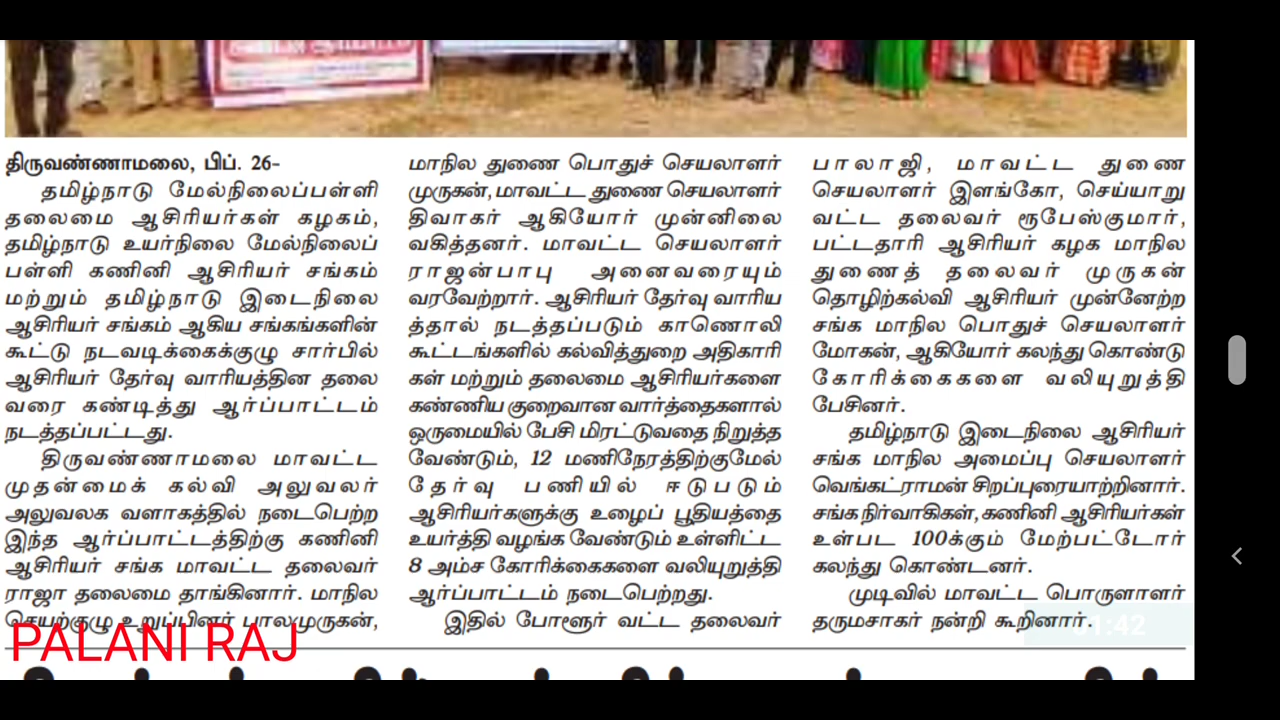 திருவண்ணாமலை, பிப். 26-
தமிழ்நாடு மேல்நிலைப்பள்ளி
தலைமை ஆசிரியர்கள் கழகம்,
தமிழ்நாடு உயர்நிலை மேல்நிலைப்
பள்ளி கணினி ஆசிரியர் சங்கம்
மற்றும் தமிழ்நாடு இடைநிலை
ஆசிரியர் சங்கம் ஆகிய சங்கங்களின்
கூட்டு நடவடிக்கைக்குழு சார்பில்
ஆசிரியர் தேர்வு வாரியத்தின தலை
வரை கண்டித்து ஆர்ப்பாட்டம்
நடத்தப்பட்டது.
திருவண்ணாமலை மாவட்ட
முதன்மைக் கல்வி அலுவலர்
அலுவலக வளாகத்தில் நடைபெற்ற
இந்த ஆர்ப்பாட்டத்திற்கு கணினி
ஆசிரியர் சங்க மாவட்ட தலைவர்
ராஜா தலைமை தாங்கினார். மாநில
செயற்குழு உறுப்பினர் பாலமுருகன்,
மாநில துணை பொதுச் செயலாளர்
முருகன், மாவட்ட துணை செயலாளர்
திவாகர் ஆகியோர் முன்னிலை
வகித்தனர். மாவட்ட செயலாளர்
ராஜன்பாபு அனைவரையும்
வரவேற்றார். ஆசிரியர் தேர்வு வாரிய
த்தால் நடத்தப்படும் காணொலி
கூட்டங்களில் கல்வித்துறை அதிகாரி
கள் மற்றும் தலைமை ஆசிரியர்களை
கண்ணிய குறைவான வார்த்தைகளால்
ஒருமையில் பேசி மிரட்டுவதை நிறுத்த
வேண்டும், 12 மணிநேரத்திற்குமேல்
தேர்வு பணியில் ஈடுபடும்
ஆசிரியர்களுக்கு உழைப் பூதியத்தை
உயர்த்தி வழங்க வேண்டும் உள்ளிட்ட
8 அம்ச கோரிக்கைகளை வலியுறுத்தி
ஆர்ப்பாட்டம் நடைபெற்றது.
இதில் போளூர் வட்ட தலைவர்
பாலாஜி, மாவட்ட துணை
செயலாளர் இளங்கோ, செய்யாறு
வட்ட தலைவர் ரூபேஸ்குமார்,
பட்டதாரி ஆசிரியர் கழக மாநில
துணைத் தலைவர் முருகன்
தொழிற்கல்வி ஆசிரியர் முன்னேற்ற
சங்க மாநில பொதுச் செயலாளர்
மோகன், ஆகியோர் கலந்து கொண்டு
கோரிக்கைகளை வலியுறுத்தி
பேசினர்.
தமிழ்நாடு இடைநிலை ஆசிரியர்
சங்க மாநில அமைப்பு செயலாளர்
வெங்கட்ராமன் சிறப்புரையாற்றினார்.
சங்க நிர்வாகிகள், கணினி ஆசிரியர்கள்
உள்பட 100க்கும் மேற்பட்டோர்
கலந்து கொண்டனர்.
முடிவில் மாவட்ட பொருளாளர்
தருமசாகர் நன்றி கூறினார்.
PALANI RAJ